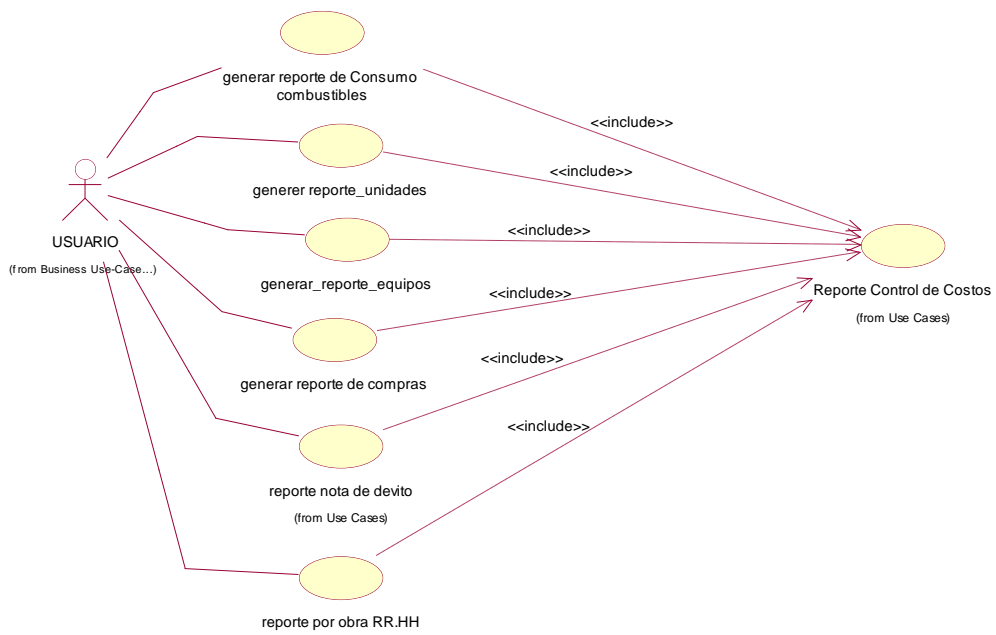 generar reporte de Consumo
combustibles
<<include>>
generer reporte_unidades
<<include>>
USUARIO
(from Business Use-Case...)
generar_reporte_equipos
<<include>>
Reporte Control de Costos
(from Use Cases)
generar reporte de compras
<<include>>
reporte nota de devito
(from Use Cases)
<<include>>
reporte por obra RR.HH
<<include>>